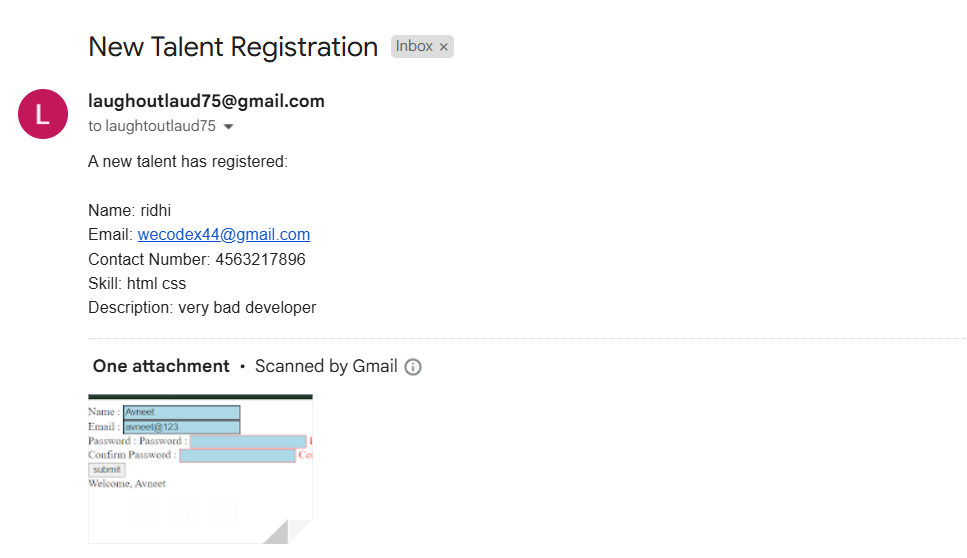 New Talent Registration Inbox ×
L
laughoutlaud75@gmail.com
to laughtoutlaud75
A new talent has registered:
Name: ridhi
Email: wecodex44@gmail.com
Contact Number: 4563217896
Skill: html css
Description: very bad developer
One attachment • Scanned by Gmail
Name : Avneet
Email : avneet@123
Password : Password :
Confirm Password : Co
submit
Welcome, Avneet